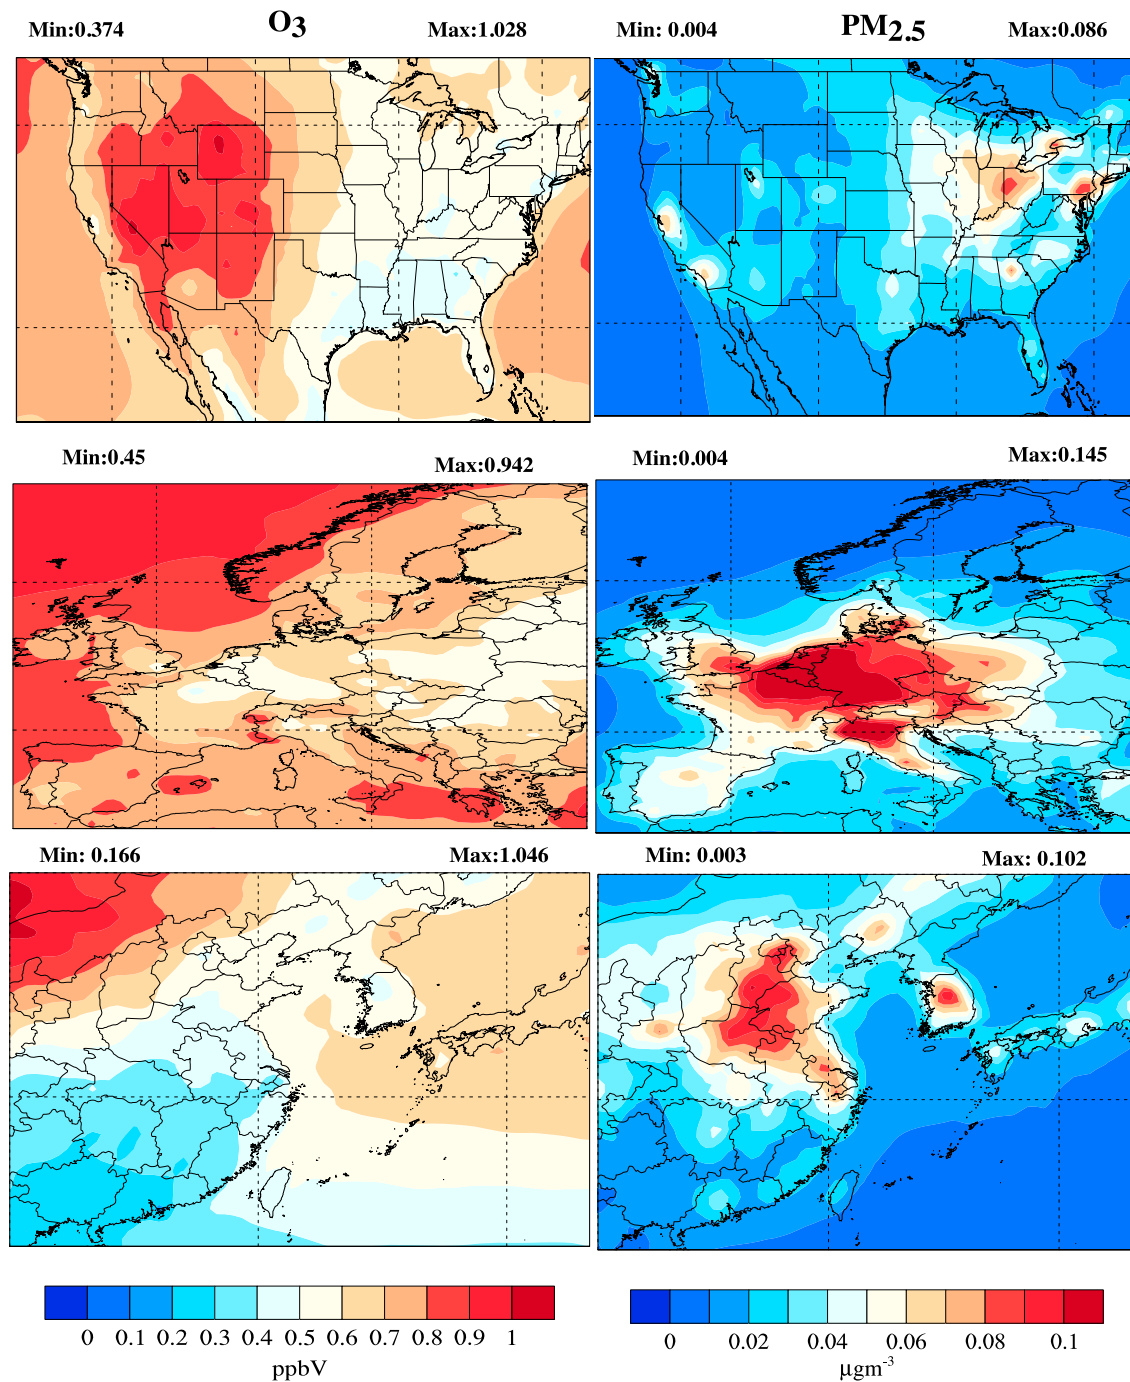 O3 PM2.5
Min:0.374 Max:1.028 Min: 0.004 Max:0.086
Min:0.45 Max:0.942 Min:0.004 Max:0.145
Min: 0.166 Max:1.046 Min: 0.003 Max: 0.102
0 0.1 0.2 0.3 0.4 0.5 0.6 0.7 0.8 0.9 1
ppbV
0 0.02 0.04 0.06 0.08 0.1
µgm-3